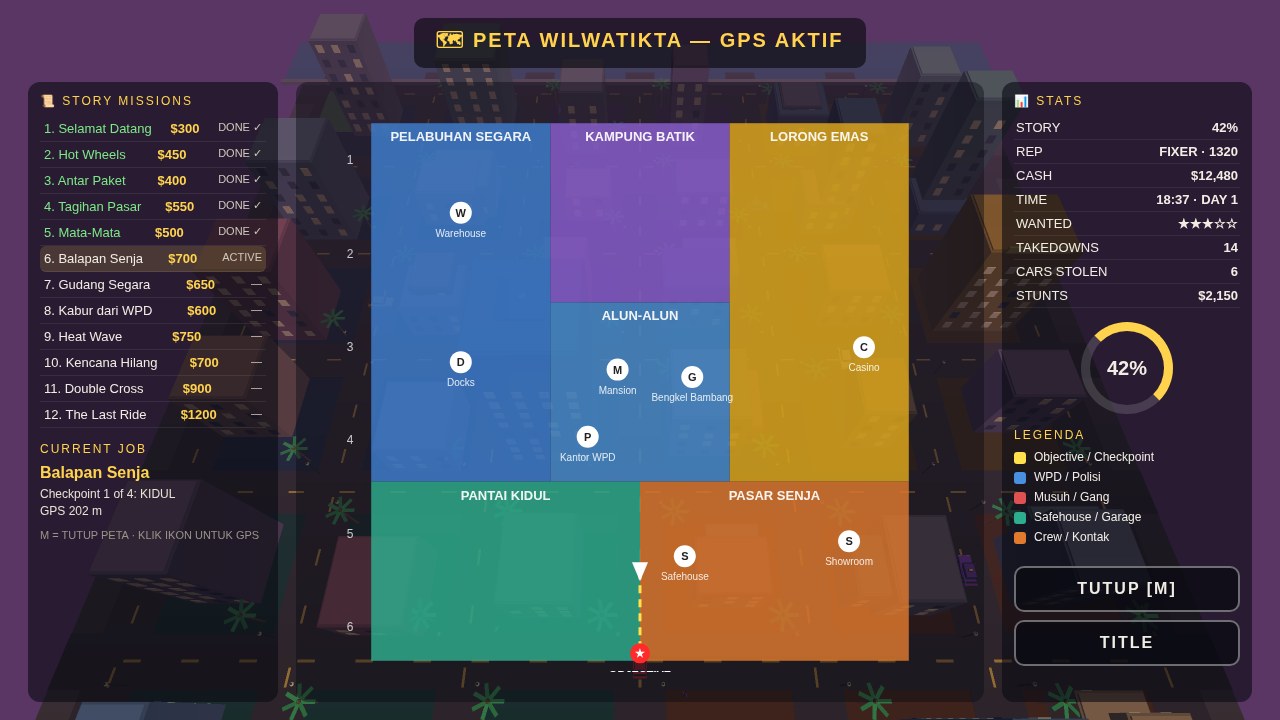 🗺 PETA WILWATIKTA — GPS AKTIF
📜 STORY MISSIONS
1. Selamat Datang $300 DONE ✓
2. Hot Wheels $450 DONE ✓
3. Antar Paket $400 DONE ✓
4. Tagihan Pasar $550 DONE ✓
5. Mata-Mata $500 DONE ✓
6. Balapan Senja $700 ACTIVE
7. Gudang Segara $650 —
8. Kabur dari WPD $600 —
9. Heat Wave $750 —
10. Kencana Hilang $700 —
11. Double Cross $900 —
12. The Last Ride $1200 —
CURRENT JOB
Balapan Senja
Checkpoint 1 of 4: KIDUL
GPS 202 m
M = TUTUP PETA · KLIK IKON UNTUK GPS
PELABUHAN SEGARA
KAMPUNG BATIK
LORONG EMAS
1
W
Warehouse
2
ALUN-ALUN
3
D
Docks
M
Mansion
G
Bengkel Bambang
C
Casino
4
P
Kantor WPD
PANTAI KIDUL
PASAR SENJA
5
S
Safehouse
S
Showroom
6
OBJECTIVE
📊 STATS
STORY 42%
REP FIXER · 1320
CASH $12,480
TIME 18:37 · DAY 1
WANTED ★★★☆☆
TAKEDOWNS 14
CARS STOLEN 6
STUNTS $2,150
42%
LEGENDA
Objective / Checkpoint
WPD / Polisi
Musuh / Gang
Safehouse / Garage
Crew / Kontak
TUTUP [M]
TITLE